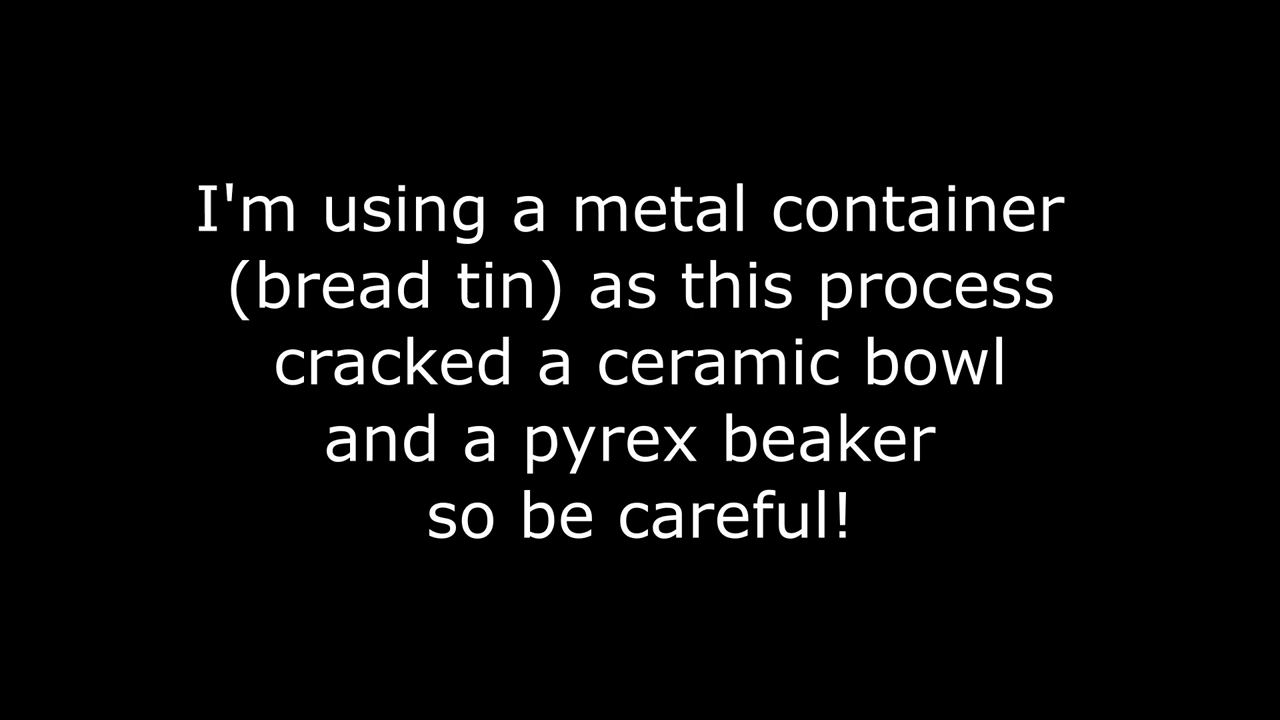 I'm using a metal container
(bread tin) as this process
cracked a ceramic bowl
and a pyrex beaker
so be careful!